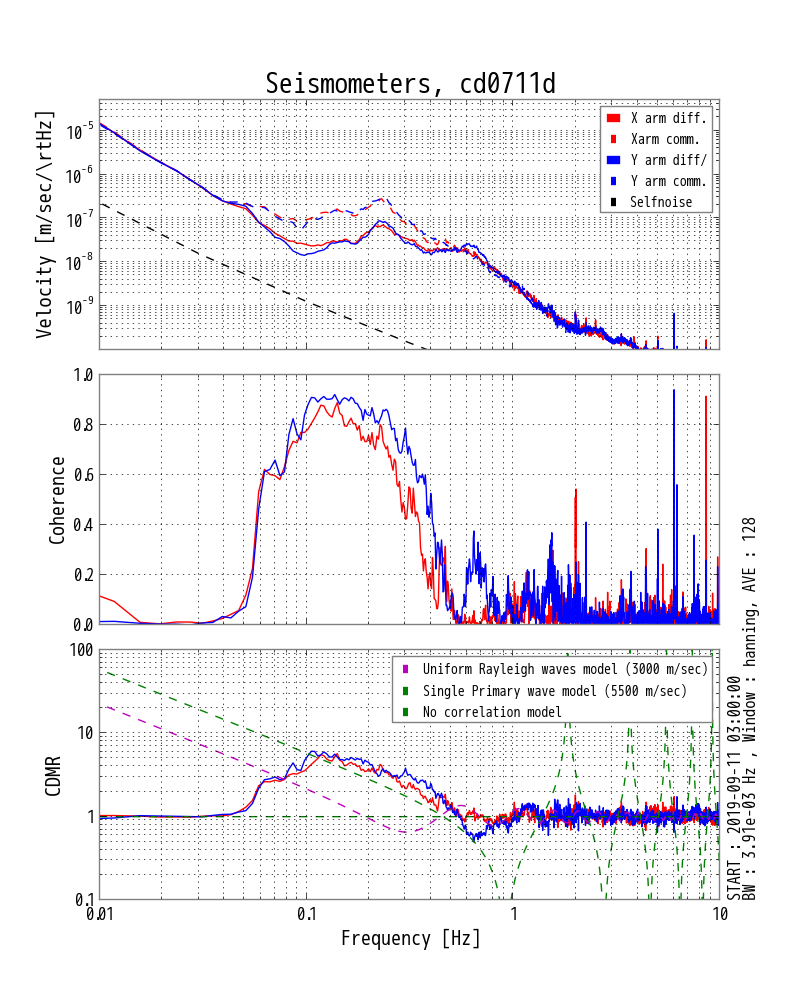 Seismometers, cd0711d
Velocity [m/sec/\rtHz]
10^-5
10^-6
10^-7
10^-8
10^-9
X arm diff.
Xarm comm.
Y arm diff/
Y arm comm.
Selfnoise
Coherence
1.0
0.8
0.6
0.4
0.2
0.0
CDMR
100
10
1
0.1
Uniform Rayleigh waves model (3000 m/sec)
Single Primary wave model (5500 m/sec)
No correlation model
0.01
0.1
1
10
Frequency [Hz]
START : 2019-09-11 03:00:00
BW : 3.91e-03 Hz , Window : hanning, AVE : 128